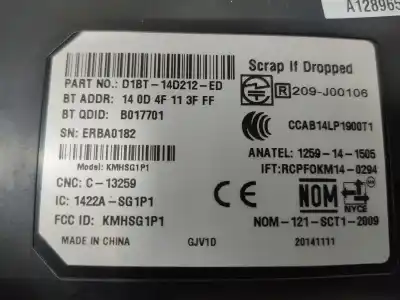 A128965
Scrap If Dropped
PART NO.: D1BT-14D212-ED
BT ADDR: 14 0D 4F 11 3F FF
BT QDID: B017701
SN: ERBA0182
R 209-J00106
CCAB14LP1900T1
Model: KMHSG1P1
ANATEL: 1259-14-1505
IFT:RCPFOKM14-0294
CNC: C-13259
IC: 1422A-SG1P1
FCC ID: KMHSG1P1
CE
NOM
NYCE
NOM-121-SCT1-2009
MADE IN CHINA
GJV1D
20141111